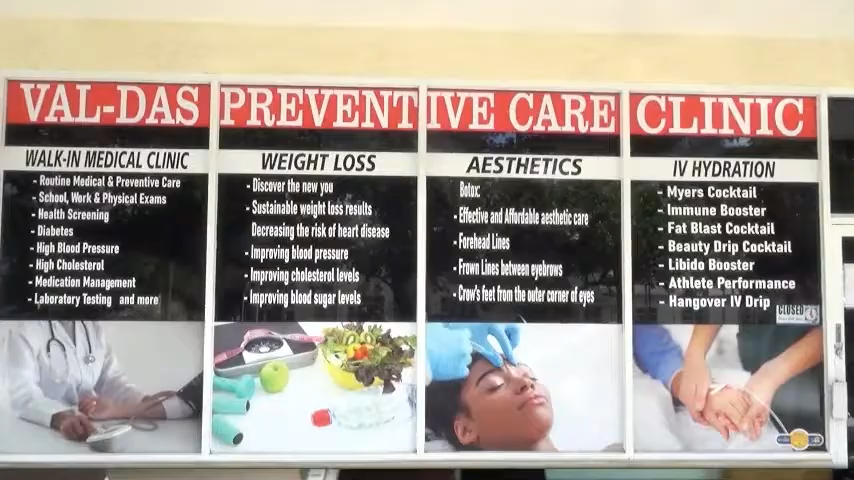 VAL-DAS PREVENTIVE CARE CLINIC
WALK-IN MEDICAL CLINIC
- Routine Medical & Preventive Care
- School, Work & Physical Exams
- Health Screening
- Diabetes
- High Blood Pressure
- High Cholesterol
- Medication Management
- Laboratory Testing and more
WEIGHT LOSS
- Discover the new you
- Sustainable weight loss results
Decreasing the risk of heart disease
- Improving blood pressure
- Improving cholesterol levels
- Improving blood sugar levels
AESTHETICS
Botox:
- Effective and Affordable aesthetic care
- Forehead Lines
- Frown Lines between eyebrows
- Crow's feet from the outer corner of eyes
IV HYDRATION
- Myers Cocktail
- Immune Booster
- Fat Blast Cocktail
- Beauty Drip Cocktail
- Libido Booster
- Athlete Performance
- Hangover IV Drip
CLOSED